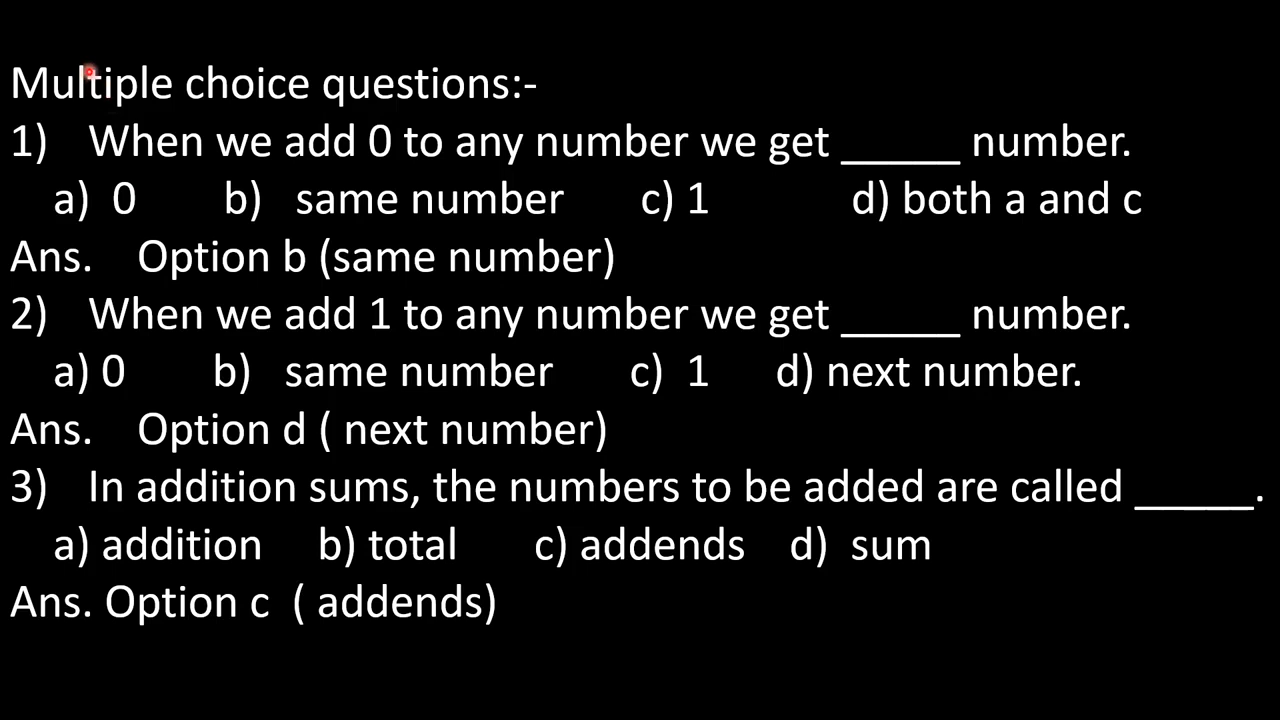 Multiple choice questions:-
1) When we add 0 to any number we get _____ number.
a) 0 b) same number c) 1 d) both a and c
Ans. Option b (same number)
2) When we add 1 to any number we get _____ number.
a) 0 b) same number c) 1 d) next number.
Ans. Option d ( next number)
3) In addition sums, the numbers to be added are called _____.
a) addition b) total c) addends d) sum
Ans. Option c ( addends)